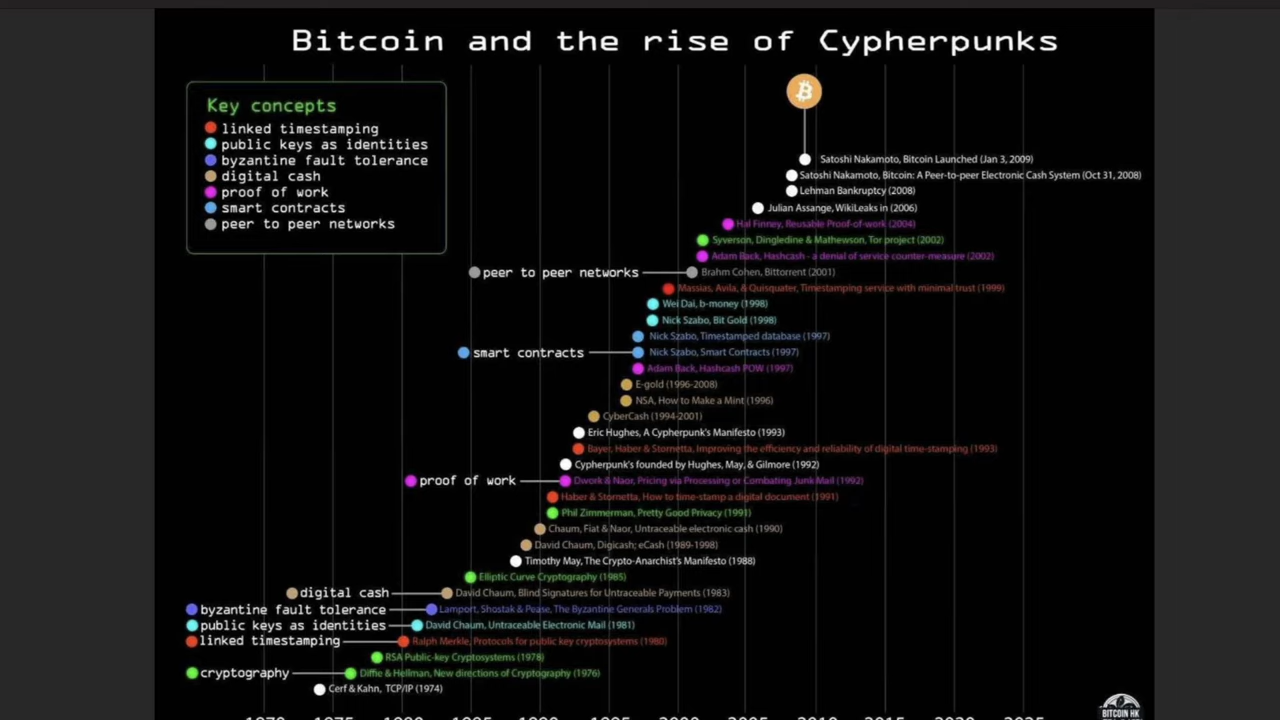 Bitcoin and the rise of Cypherpunks
Key concepts
linked timestamping
public keys as identities
byzantine fault tolerance
digital cash
proof of work
smart contracts
peer to peer networks
Satoshi Nakamoto, Bitcoin Launched (Jan 3, 2009)
Satoshi Nakamoto, Bitcoin: A Peer-to-peer Electronic Cash System (Oct 31, 2008)
Lehman Bankruptcy (2008)
Julian Assange, WikiLeaks in (2006)
Hal Finney, Reusable Proof-of-work (2004)
Syverson, Dingledine & Mathewson, Tor project (2002)
Adam Back, Hashcash - a denial of service counter-measure (2002)
peer to peer networks Brahm Cohen, Bittorrent (2001)
Massias, Avila, & Quisquater, Timestamping service with minimal trust (1999)
Wei Dai, b-money (1998)
Nick Szabo, Bit Gold (1998)
Nick Szabo, Timestamped database (1997)
smart contracts Nick Szabo, Smart Contracts (1997)
Adam Back, Hashcash POW (1997)
E-gold (1996-2008)
NSA, How to Make a Mint (1996)
CyberCash (1994-2001)
Eric Hughes, A Cypherpunk's Manifesto (1993)
Bayer, Haber & Stornetta, Improving the efficiency and reliability of digital time-stamping (1993)
Cypherpunk's founded by Hughes, May, & Gilmore (1992)
proof of work Dwork & Naor, Pricing via Processing or Combating Junk Mail (1992)
Haber & Stornetta, How to time-stamp a digital document (1991)
Phil Zimmerman, Pretty Good Privacy (1991)
Chaum, Fiat & Naor, Untraceable electronic cash (1990)
David Chaum, Digicash; eCash (1989-1998)
Timothy May, The Crypto-Anarchist's Manifesto (1988)
Elliptic Curve Cryptography (1985)
digital cash David Chaum, Blind Signatures for Untraceable Payments (1983)
byzantine fault tolerance Lamport, Shostak & Pease, The Byzantine Generals Problem (1982)
public keys as identities David Chaum, Untraceable Electronic Mail (1981)
linked timestamping Ralph Merkle, Protocols for public key cryptosystems (1980)
RSA Public-key Cryptosystems (1978)
cryptography Diffie & Hellman, New directions of Cryptography (1976)
Cerf & Kahn, TCP/IP (1974)
BITCOIN HK
1970 1975 1980 1985 1990 1995 2000 2005 2010 2015 2020 2025